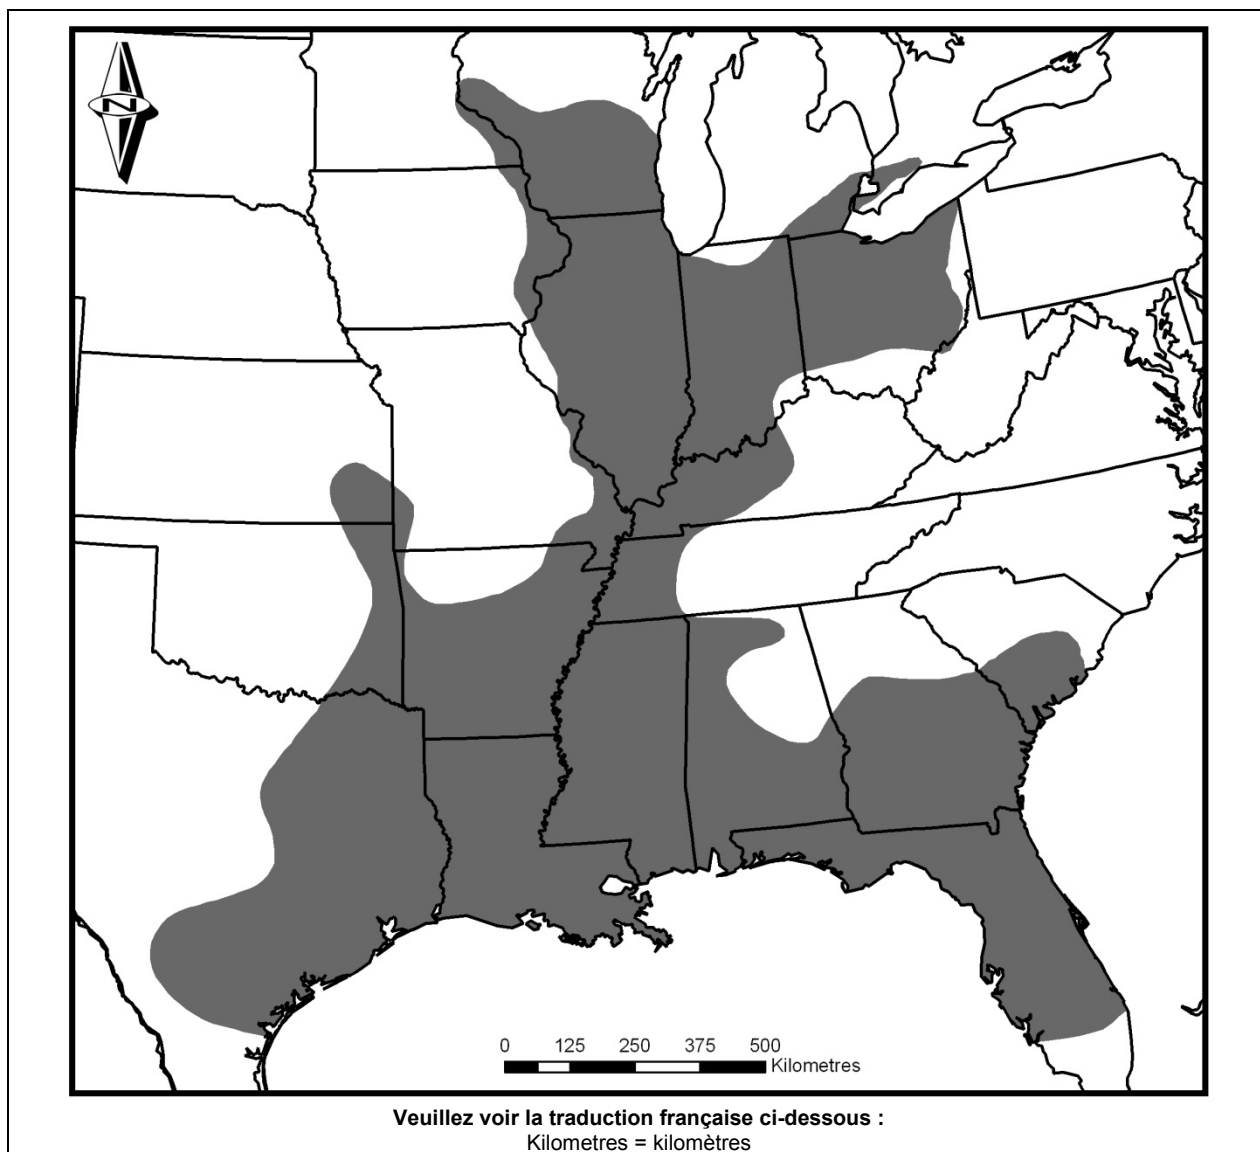 N
0 125 250 375 500
Kilometres
Veuillez voir la traduction française ci-dessous :
Kilometres = kilomètres